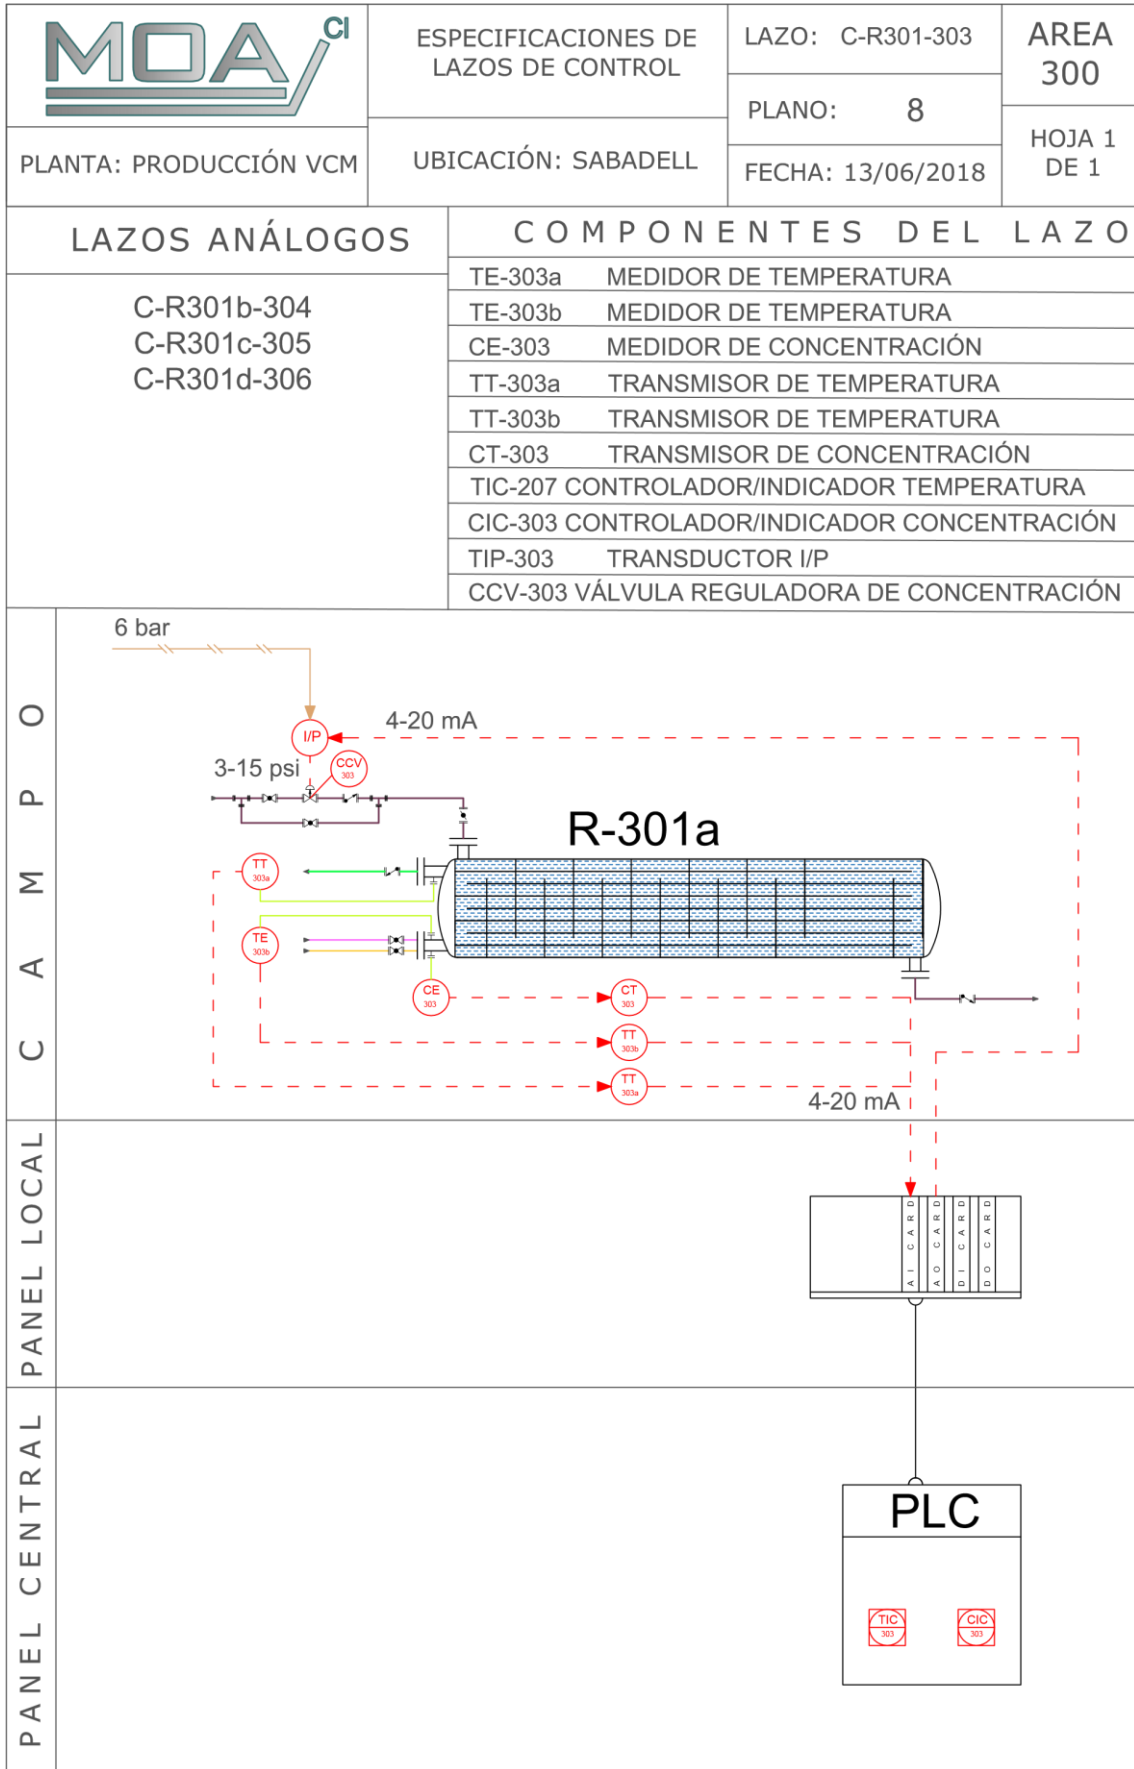 MOA CI
ESPECIFICACIONES DE
LAZOS DE CONTROL
LAZO: C-R301-303
AREA
300
PLANO: 8
PLANTA: PRODUCCIÓN VCM
UBICACIÓN: SABADELL
FECHA: 13/06/2018
HOJA 1
DE 1
LAZOS ANÁLOGOS
C-R301b-304
C-R301c-305
C-R301d-306
COMPONENTES DEL LAZO
TE-303a MEDIDOR DE TEMPERATURA
TE-303b MEDIDOR DE TEMPERATURA
CE-303 MEDIDOR DE CONCENTRACIÓN
TT-303a TRANSMISOR DE TEMPERATURA
TT-303b TRANSMISOR DE TEMPERATURA
CT-303 TRANSMISOR DE CONCENTRACIÓN
TIC-207 CONTROLADOR/INDICADOR TEMPERATURA
CIC-303 CONTROLADOR/INDICADOR CONCENTRACIÓN
TIP-303 TRANSDUCTOR I/P
CCV-303 VÁLVULA REGULADORA DE CONCENTRACIÓN
CAMPO
6 bar
I/P
4-20 mA
3-15 psi
CCV
303
R-301a
TT
303a
TE
303b
CE
303
CT
303
TT
303b
TT
303a
4-20 mA
PANEL LOCAL
AI CARD
AO CARD
DI CARD
DO CARD
PANEL CENTRAL
PLC
TIC
303
CIC
303